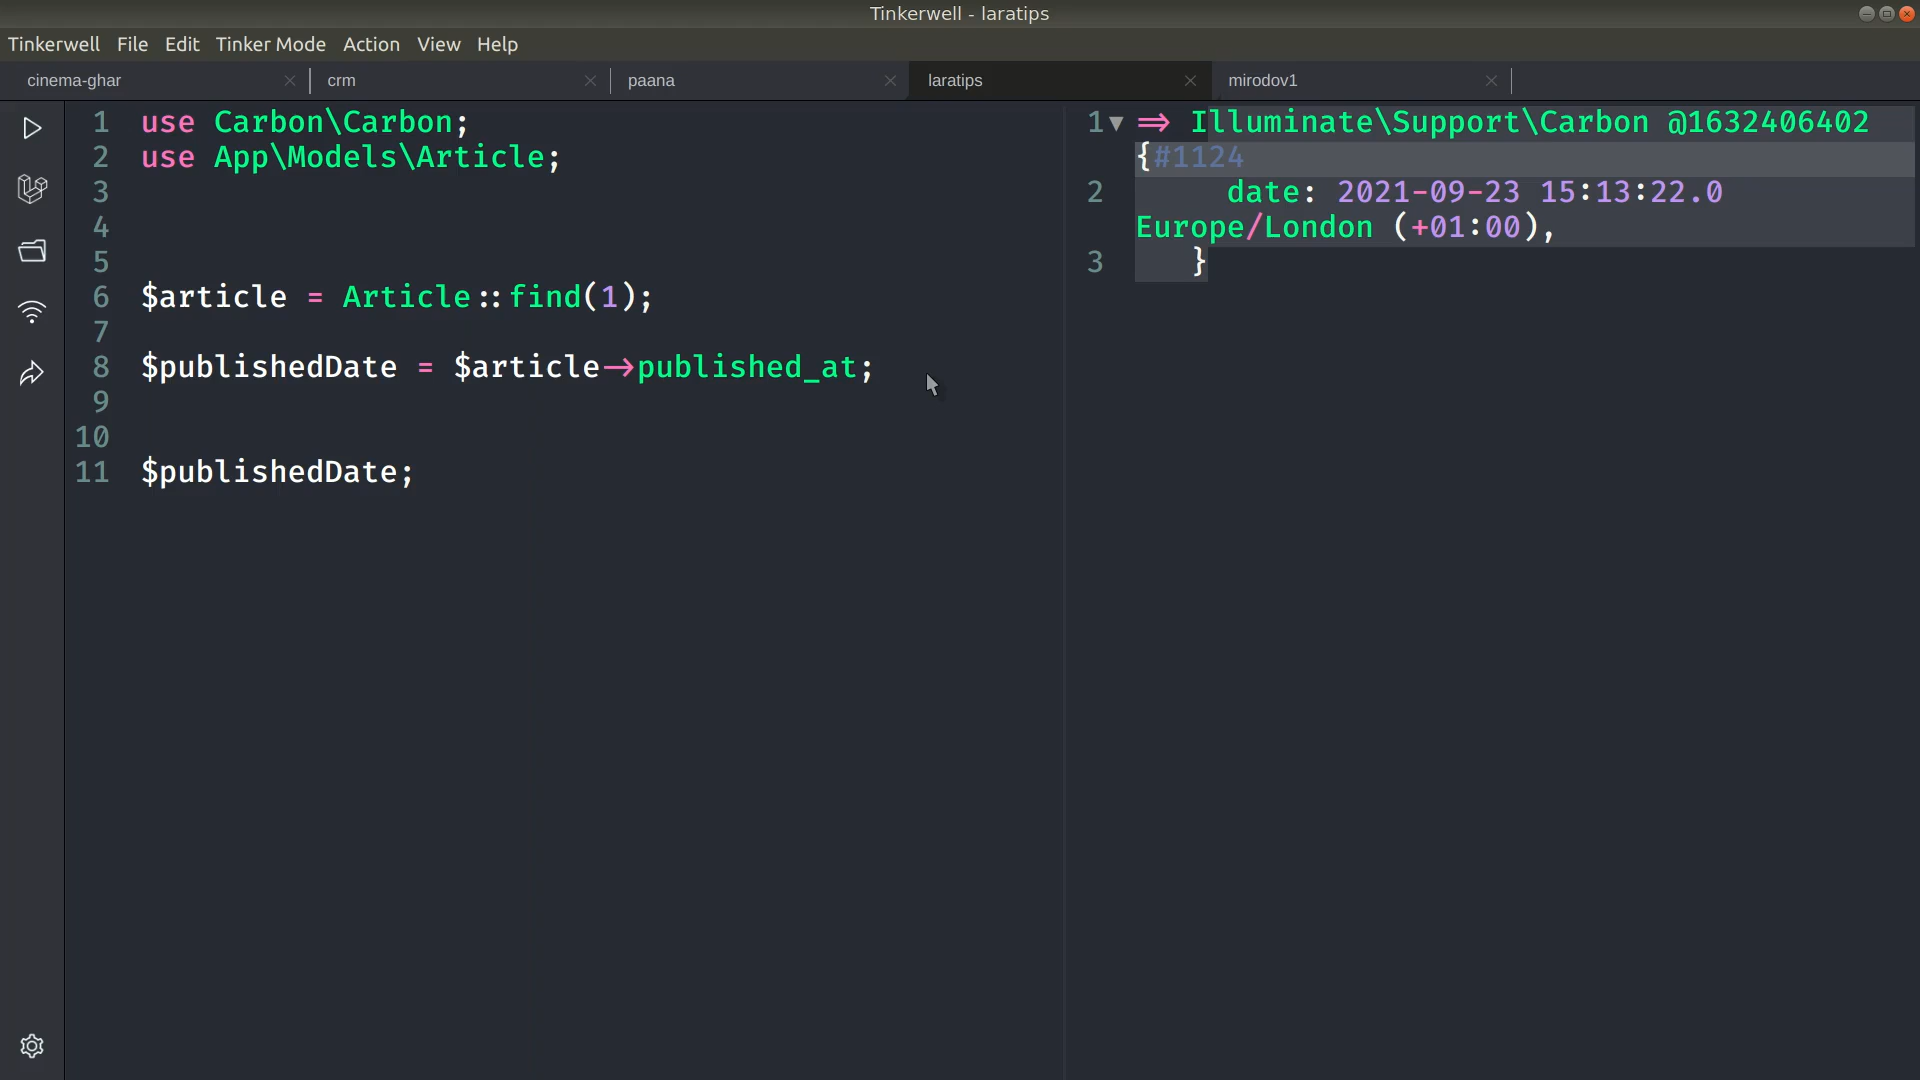 Tinkerwell - laratips
Tinkerwell File Edit Tinker Mode Action View Help
cinema-ghar crm paana laratips mirodov1
1 use Carbon\Carbon;
2 use App\Models\Article;
3
4
5
6 $article = Article::find(1);
7
8 $publishedDate = $article->published_at;
9
10
11 $publishedDate;
1 => Illuminate\Support\Carbon @1632406402
{#1124
2 date: 2021-09-23 15:13:22.0
Europe/London (+01:00),
3 }